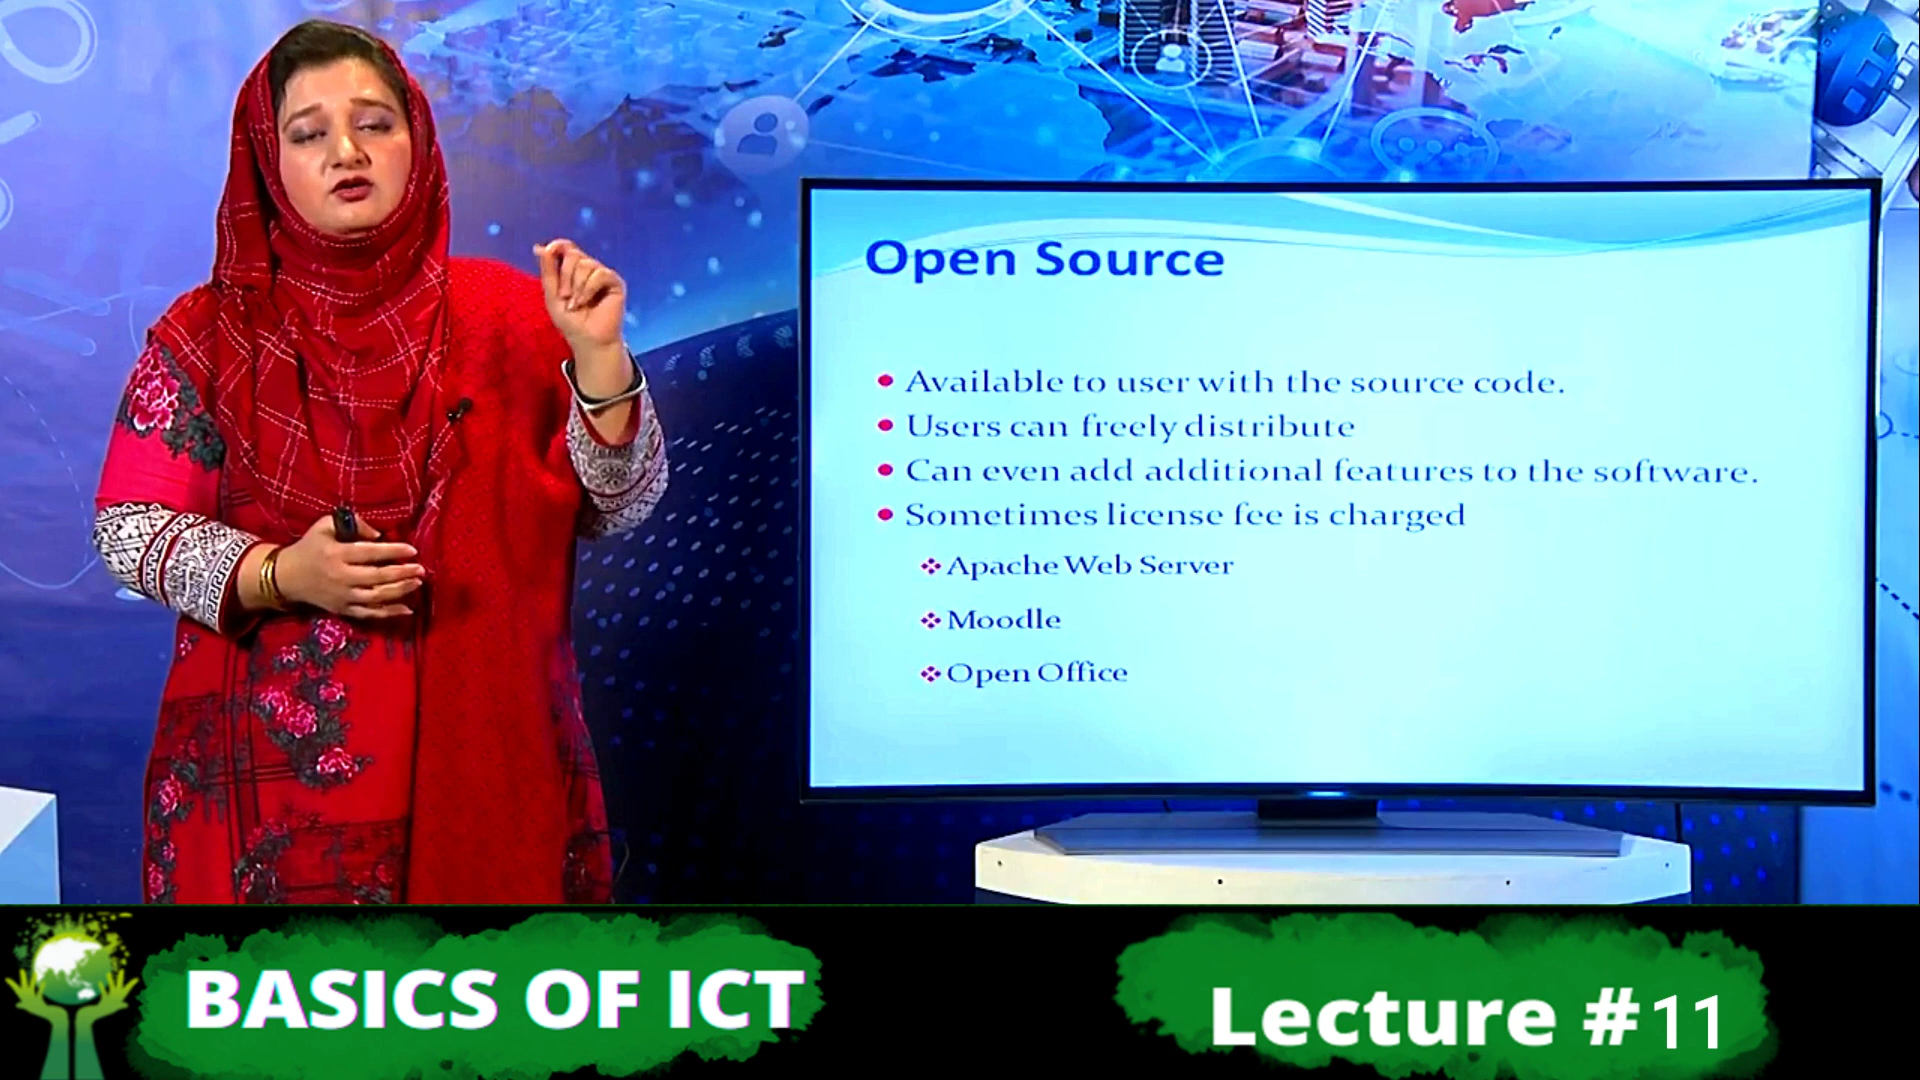 Open Source
Available to user with the source code.
Users can freely distribute
Can even add additional features to the software.
Sometimes license fee is charged
Apache Web Server
Moodle
Open Office
BASICS OF ICT
Lecture #11